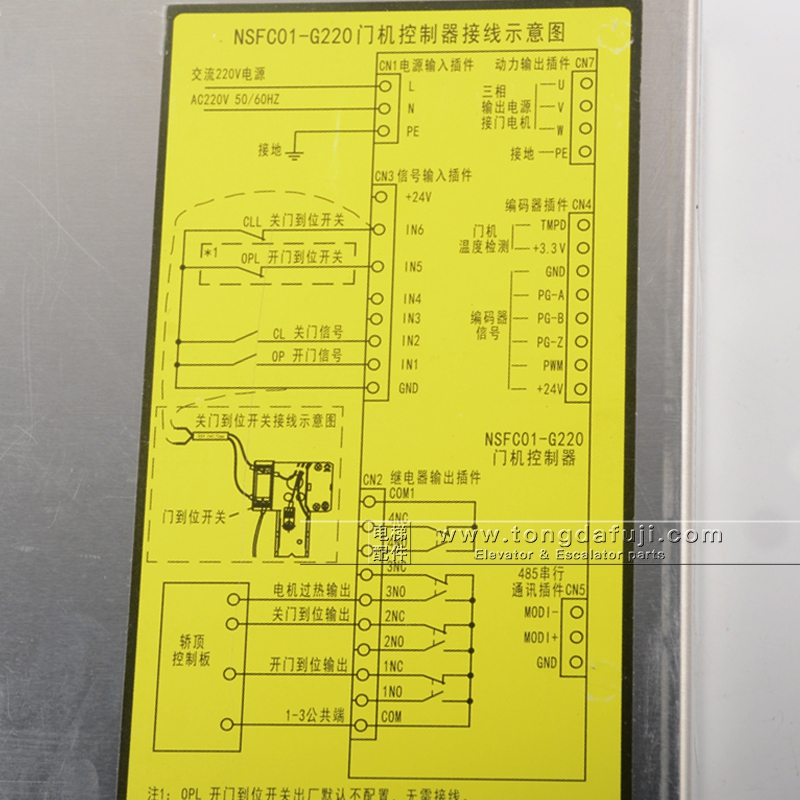 NSFC01-G220门机控制器接线示意图
交流220V电源
AC220V 50/60HZ
接地
CN1电源输入插件
L
N
PE
动力输出插件 CN7
三相
输出电源
接门电机
U
V
W
接地
PE
CN3信号输入插件
+24V
CLL 关门到位开关
IN6
*1
OPL 开门到位开关
IN5
IN4
IN3
CL 关门信号
IN2
OP 开门信号
IN1
GND
编码器插件 CN4
门机
温度检测
TMPD
+3.3V
GND
编码器
信号
PG-A
PG-B
PG-Z
PWM
+24V
关门到位开关接线示意图
门到位开关
NSFC01-G220
门机控制器
CN2 继电器输出插件
COM1
4NC
4NO
3NC
电机过热输出
3NO
关门到位输出
2NC
2NO
开门到位输出
1NC
1NO
1-3公共端
COM
轿顶
控制板
485串行
通讯插件CN5
MODI-
MODI+
GND
电梯
配件
www.tongdafuji.com
Elevator & Escalator parts
注1: OPL 开门到位开关出厂默认不配置，无需接线。